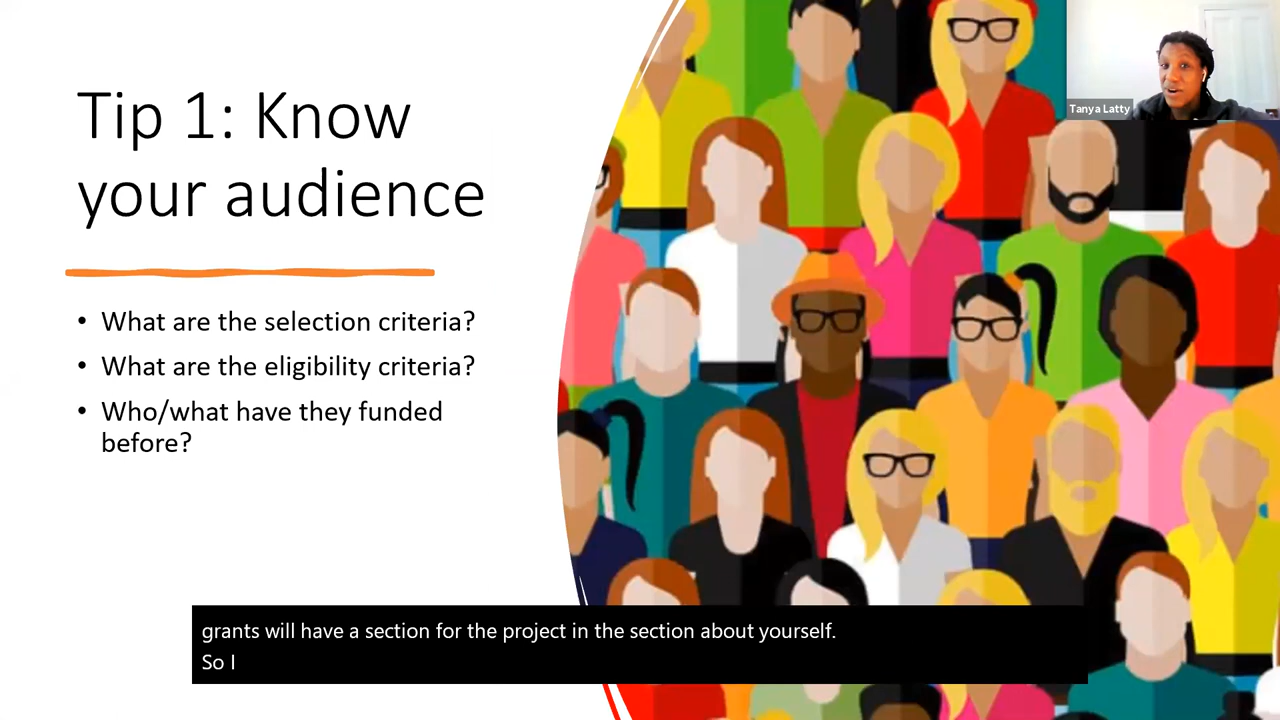 Tip 1: Know
your audience
• What are the selection criteria?
• What are the eligibility criteria?
• Who/what have they funded
before?
Tanya Latty
grants will have a section for the project in the section about yourself.
So I